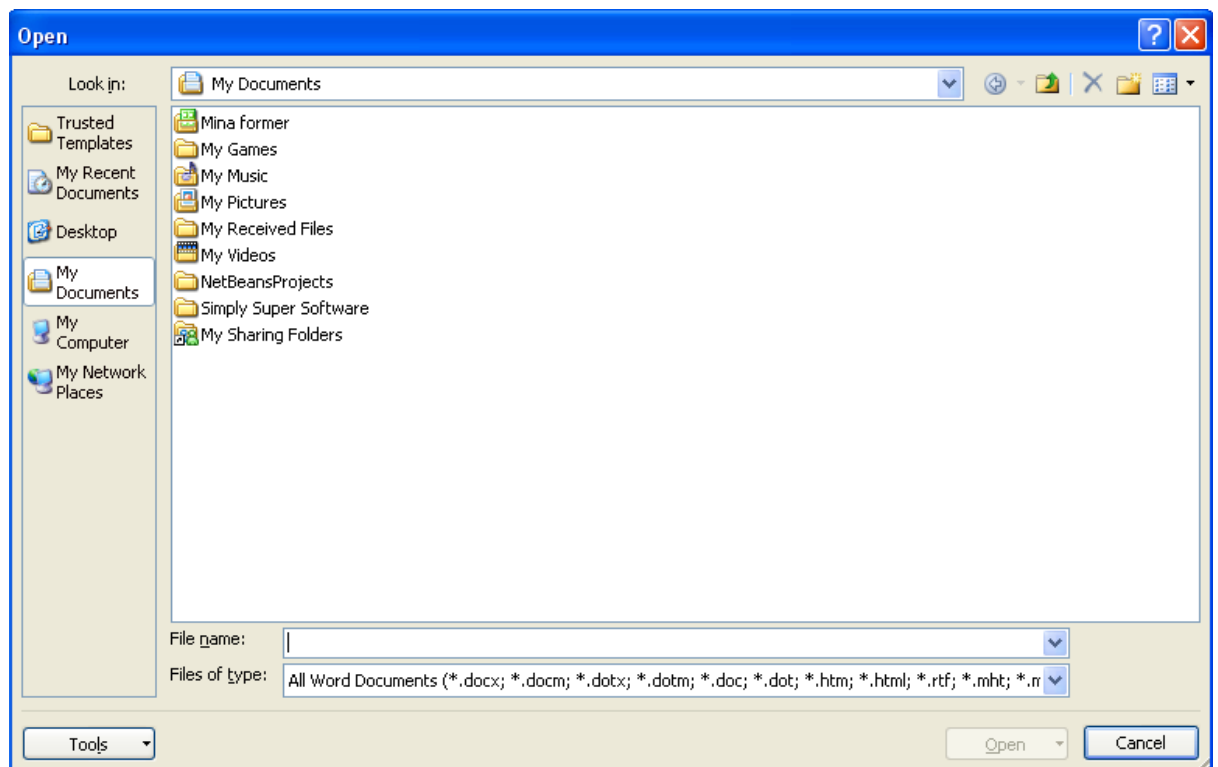 Open
Look in:
My Documents
Trusted
Templates
My Recent
Documents
Desktop
My
Documents
My
Computer
My Network
Places
Mina former
My Games
My Music
My Pictures
My Received Files
My Videos
NetBeansProjects
Simply Super Software
My Sharing Folders
File name:
Files of type:
All Word Documents (*.docx; *.docm; *.dotx; *.dotm; *.doc; *.dot; *.htm; *.html; *.rtf; *.mht; *.m
Tools
Open
Cancel